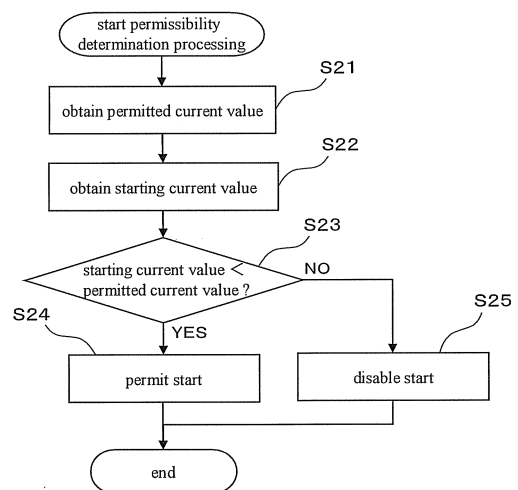 start permissibility
determination processing
S21
obtain permitted current value
S22
obtain starting current value
S23
starting current value <
permitted current value ?
NO
YES
S24
permit start
S25
disable start
end